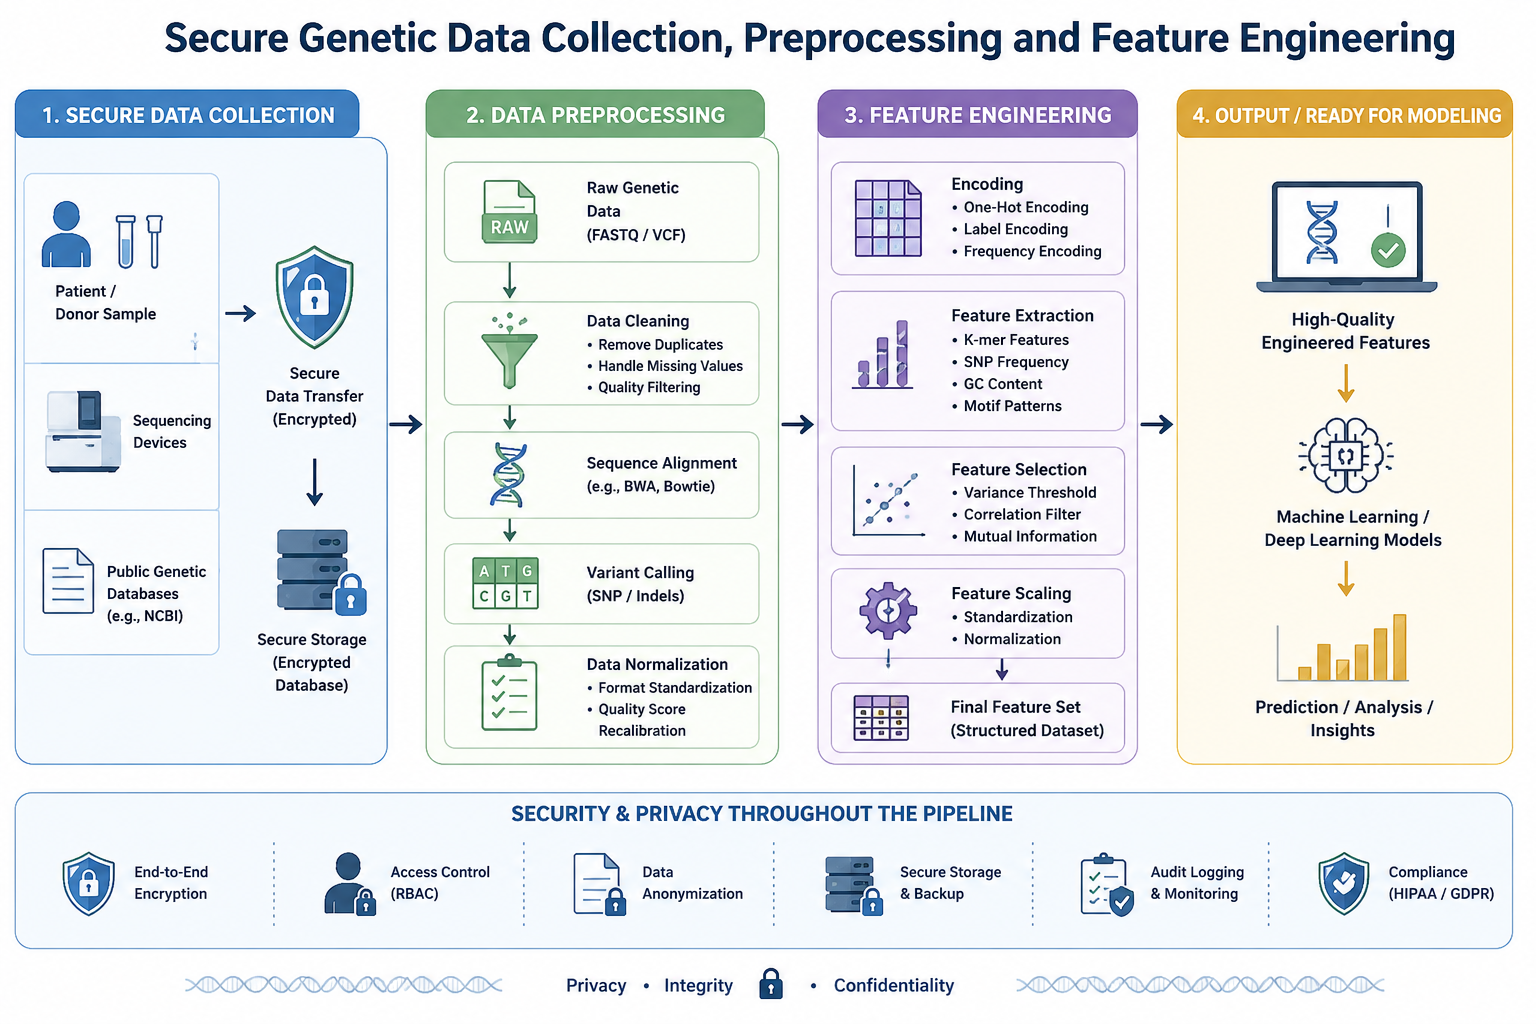 Secure Genetic Data Collection, Preprocessing and Feature Engineering
1. SECURE DATA COLLECTION
Patient /
Donor Sample
Sequencing
Devices
Public Genetic
Databases
(e.g., NCBI)
Secure
Data Transfer
(Encrypted)
Secure Storage
(Encrypted
Database)
2. DATA PREPROCESSING
RAW
Raw Genetic
Data
(FASTQ / VCF)
Data Cleaning
• Remove Duplicates
• Handle Missing Values
• Quality Filtering
Sequence Alignment
(e.g., BWA, Bowtie)
A T G
C G T
Variant Calling
(SNP / Indels)
Data Normalization
• Format Standardization
• Quality Score
Recalibration
3. FEATURE ENGINEERING
Encoding
• One-Hot Encoding
• Label Encoding
• Frequency Encoding
Feature Extraction
• K-mer Features
• SNP Frequency
• GC Content
• Motif Patterns
Feature Selection
• Variance Threshold
• Correlation Filter
• Mutual Information
Feature Scaling
• Standardization
• Normalization
Final Feature Set
(Structured Dataset)
4. OUTPUT / READY FOR MODELING
High-Quality
Engineered Features
Machine Learning /
Deep Learning Models
Prediction / Analysis /
Insights
SECURITY & PRIVACY THROUGHOUT THE PIPELINE
End-to-End
Encryption
Access Control
(RBAC)
Data
Anonymization
Secure Storage
& Backup
Audit Logging
& Monitoring
Compliance
(HIPAA / GDPR)
Privacy • Integrity • Confidentiality